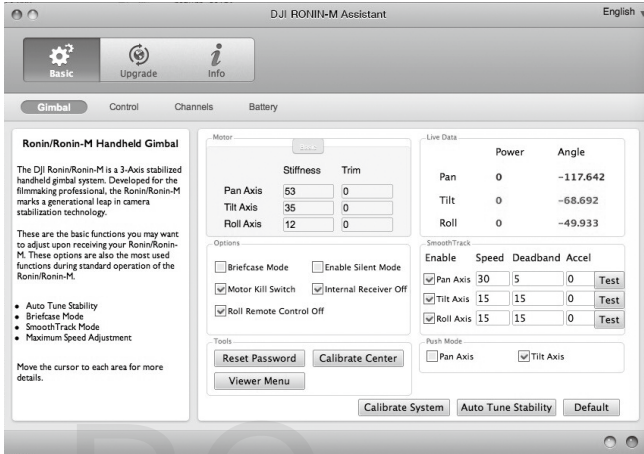 DJI RONIN-M Assistant
English
Basic
Upgrade
Info
Gimbal Control Channels Battery
Ronin/Ronin-M Handheld Gimbal
The DJI Ronin/Ronin-M is a 3-Axis stabilized
handheld gimbal system. Developed for the
filmmaking professional, the Ronin/Ronin-M
marks a generational leap in camera
stabilization technology.
These are the basic functions you may want
to adjust upon receiving your Ronin/Ronin-
M. These options are also the most used
functions during standard operation of the
Ronin/Ronin-M.
• Auto Tune Stability
• Briefcase Mode
• SmoothTrack Mode
• Maximum Speed Adjustment
Move the cursor to each area for more
details.
Motor
Stiffness Trim
Pan Axis 53 0
Tilt Axis 35 0
Roll Axis 12 0
Options
Briefcase Mode Enable Silent Mode
Motor Kill Switch Internal Receiver Off
Roll Remote Control Off
Tools
Reset Password Calibrate Center
Viewer Menu
Live Data
Power Angle
Pan 0 -117.642
Tilt 0 -68.692
Roll 0 -49.933
SmoothTrack
Enable Speed Deadband Accel
Pan Axis 30 5 0 Test
Tilt Axis 15 15 0 Test
Roll Axis 15 15 0 Test
Push Mode
Pan Axis Tilt Axis
Calibrate System Auto Tune Stability Default